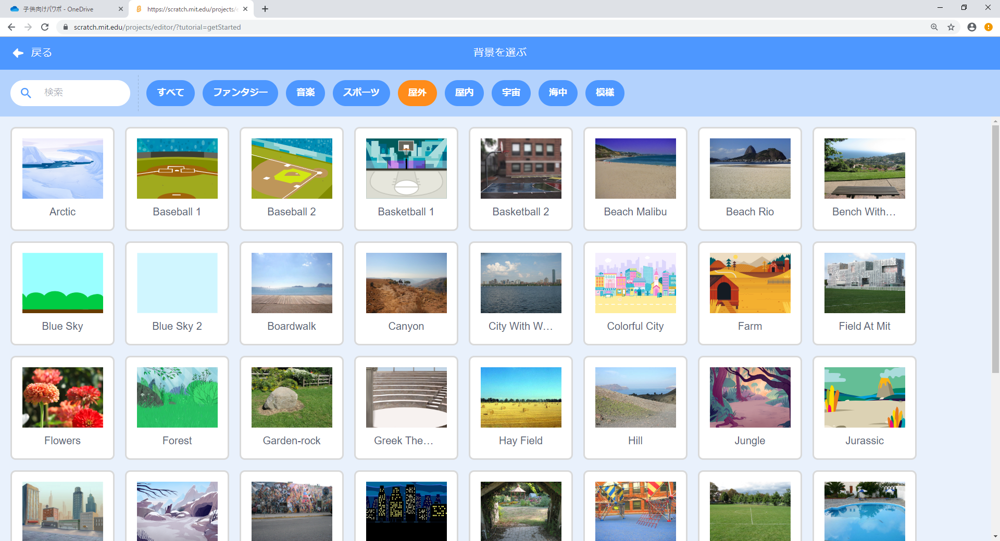 子供向けパワポ - OneDrive
https://scratch.mit.edu/projects/e
scratch.mit.edu/projects/editor/?tutorial=getStarted
戻る
背景を選ぶ
検索
すべて
ファンタジー
音楽
スポーツ
屋外
屋内
宇宙
海中
模様
Arctic
Baseball 1
Baseball 2
Basketball 1
Basketball 2
Beach Malibu
Beach Rio
Bench With...
Blue Sky
Blue Sky 2
Boardwalk
Canyon
City With W...
Colorful City
Farm
Field At Mit
Flowers
Forest
Garden-rock
Greek The...
Hay Field
Hill
Jungle
Jurassic